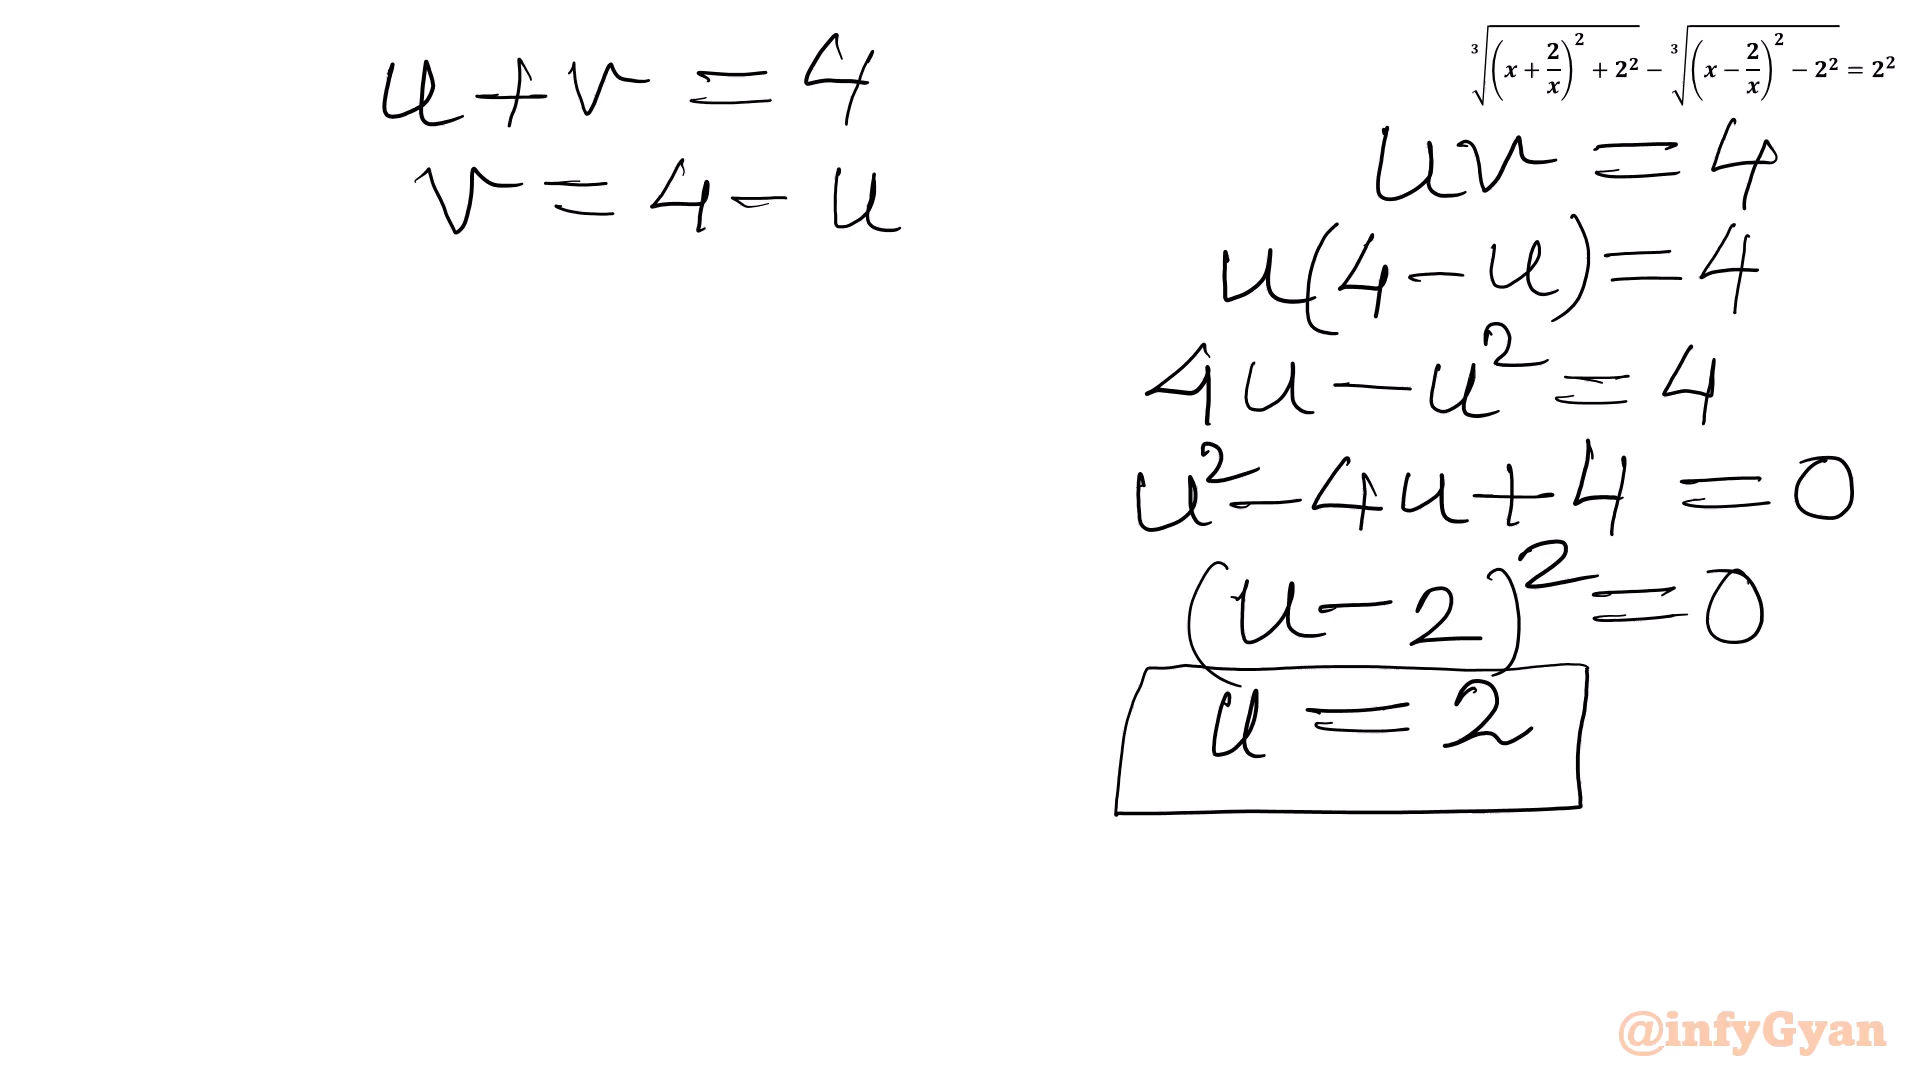 u+v=4
v=4-u
∛((x+2/x)²+2²) - ∛((x-2/x)²-2²) = 2²
uv=4
u(4-u)=4
4u-u²=4
u²-4u+4=0
(u-2)²=0
u=2
@infyGyan